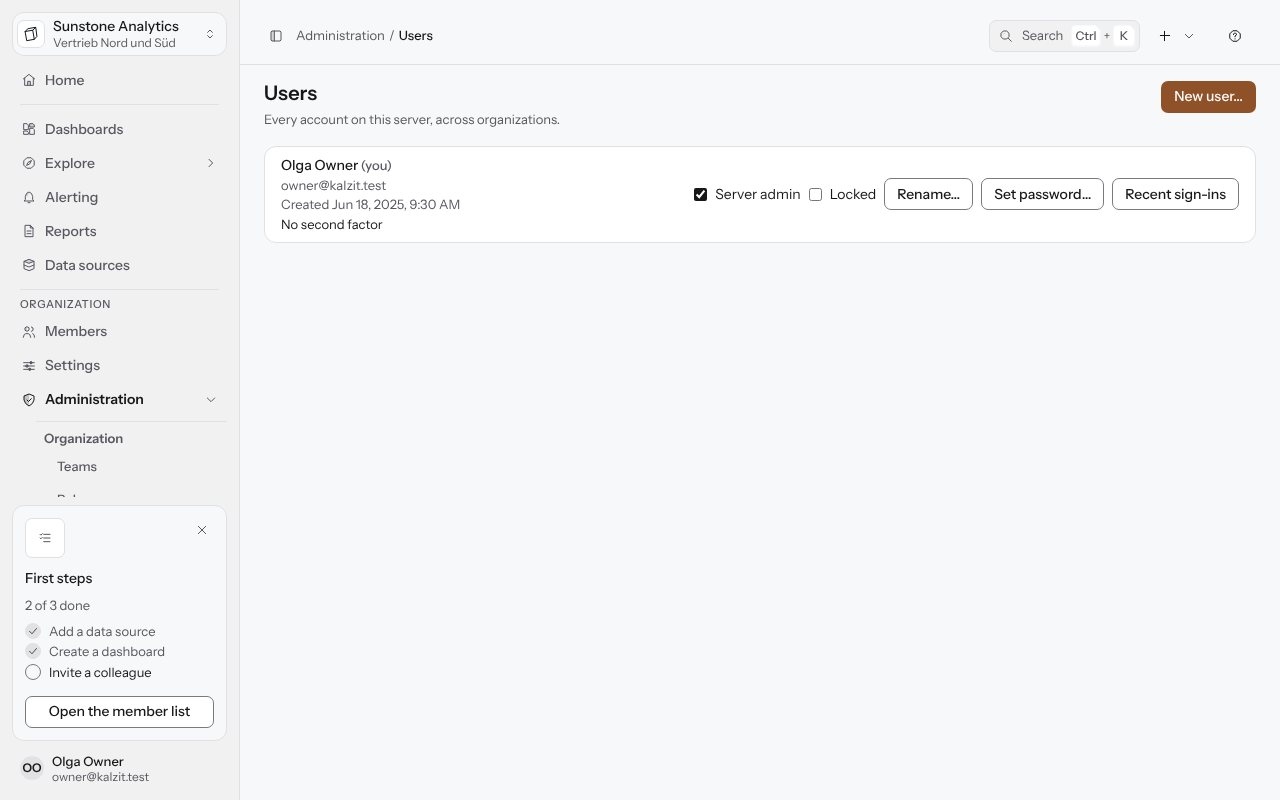 Sunstone Analytics
Vertrieb Nord und Süd
Home
Dashboards
Explore
Alerting
Reports
Data sources
ORGANIZATION
Members
Settings
Administration
Organization
Teams
First steps
2 of 3 done
Add a data source
Create a dashboard
Invite a colleague
Open the member list
OO
Olga Owner
owner@kalzit.test
Administration / Users
Search Ctrl + K
Users
Every account on this server, across organizations.
New user...
Olga Owner (you)
owner@kalzit.test
Created Jun 18, 2025, 9:30 AM
No second factor
Server admin
Locked
Rename...
Set password...
Recent sign-ins